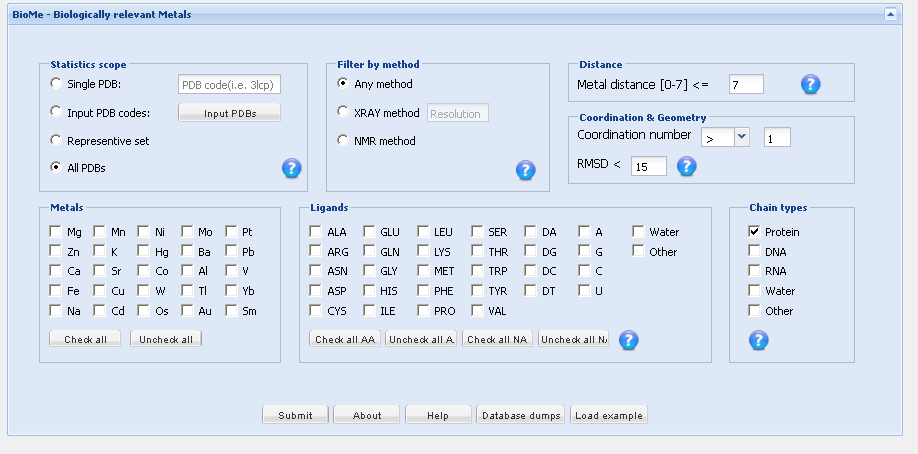 BioMe - Biologically relevant Metals
Statistics scope
Single PDB: PDB code(i.e. 3lcp)
Input PDB codes: Input PDBs
Representive set
All PDBs
?
Filter by method
Any method
XRAY method Resolution
NMR method
?
Distance
Metal distance [0-7] <= 7 ?
Coordination & Geometry
Coordination number > 1
RMSD < 15 ?
Metals
Mg Mn Ni Mo Pt
Zn K Hg Ba Pb
Ca Sr Co Al V
Fe Cu W Tl Yb
Na Cd Os Au Sm
Check all Uncheck all
Ligands
ALA GLU LEU SER DA A Water
ARG GLN LYS THR DG G Other
ASN GLY MET TRP DC C
ASP HIS PHE TYR DT U
CYS ILE PRO VAL
Check all AA Uncheck all A Check all NA Uncheck all N ?
Chain types
Protein
DNA
RNA
Water
Other
?
Submit About Help Database dumps Load example